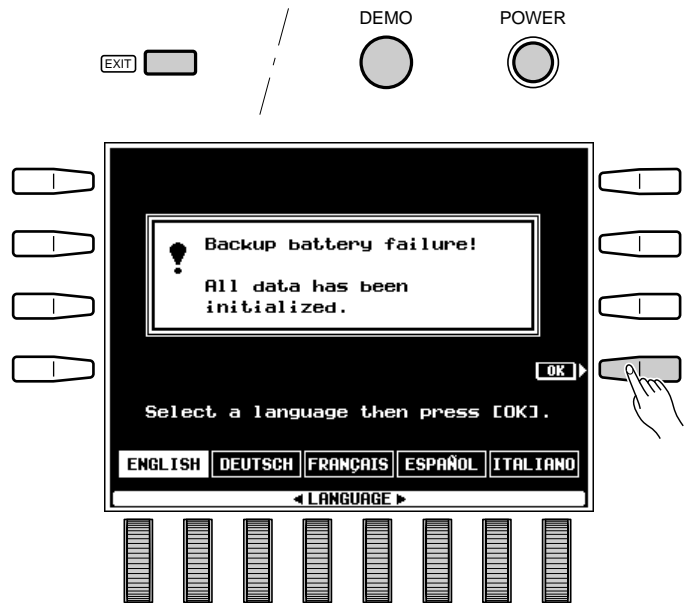 DEMO POWER
EXIT
Backup battery failure!
All data has been
initialized.
OK
Select a language then press [OK].
ENGLISH DEUTSCH FRANÇAIS ESPAÑOL ITALIANO
LANGUAGE